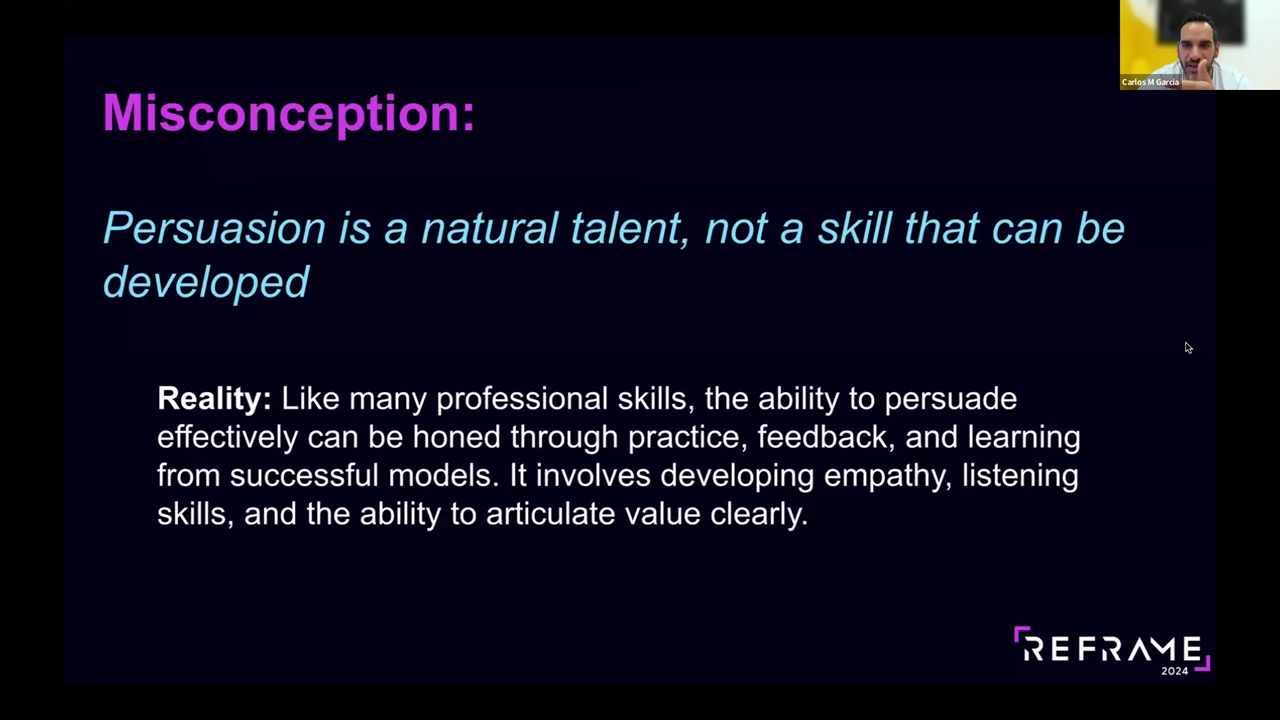 Carlos M Garcia
Misconception:
Persuasion is a natural talent, not a skill that can be
developed
Reality: Like many professional skills, the ability to persuade
effectively can be honed through practice, feedback, and learning
from successful models. It involves developing empathy, listening
skills, and the ability to articulate value clearly.
REFRAME
2024